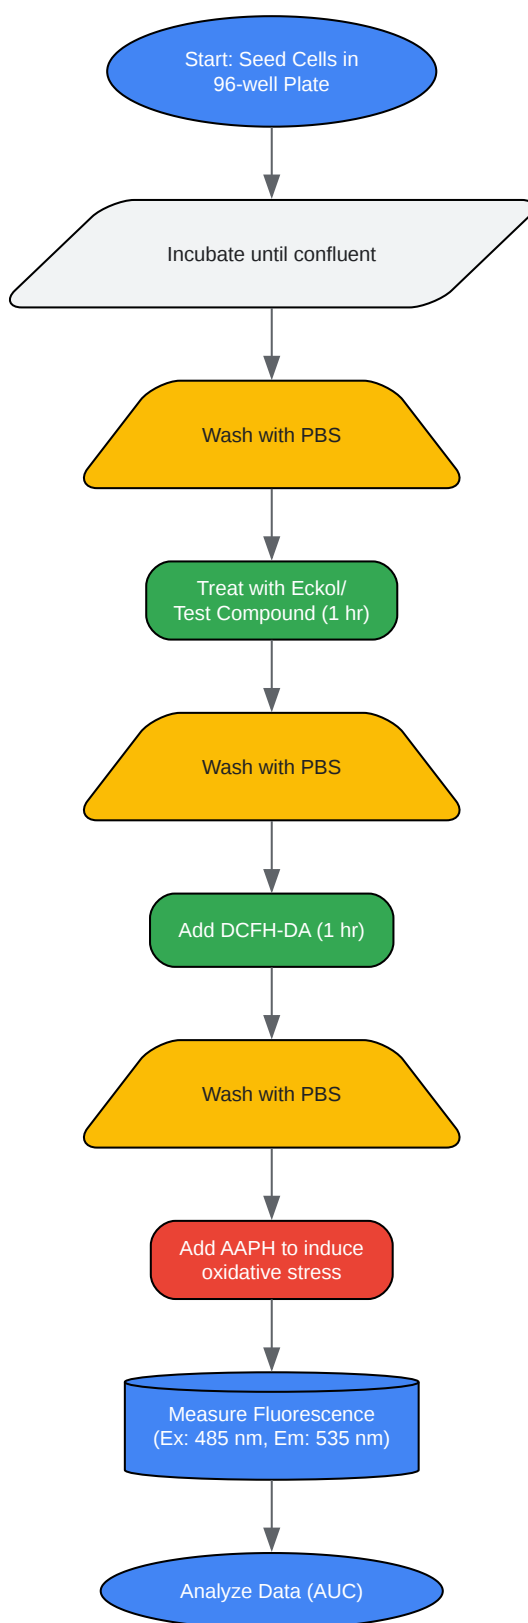 Start: Seed Cells in
96-well Plate
Incubate until confluent
Wash with PBS
Treat with Eckol/
Test Compound (1 hr)
Wash with PBS
Add DCFH-DA (1 hr)
Wash with PBS
Add AAPH to induce
oxidative stress
Measure Fluorescence
(Ex: 485 nm, Em: 535 nm)
Analyze Data (AUC)